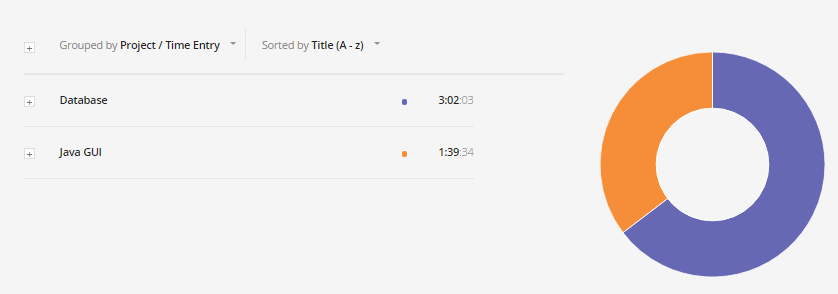 Grouped by Project / Time Entry Sorted by Title (A - z)
Database 3:02:03
Java GUI 1:39:34